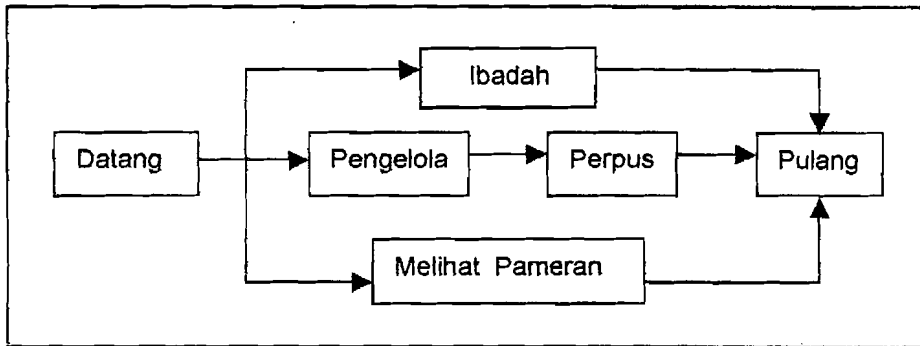 Ibadah
Datang
Pengelola
Perpus
Pulang
Melihat Pameran